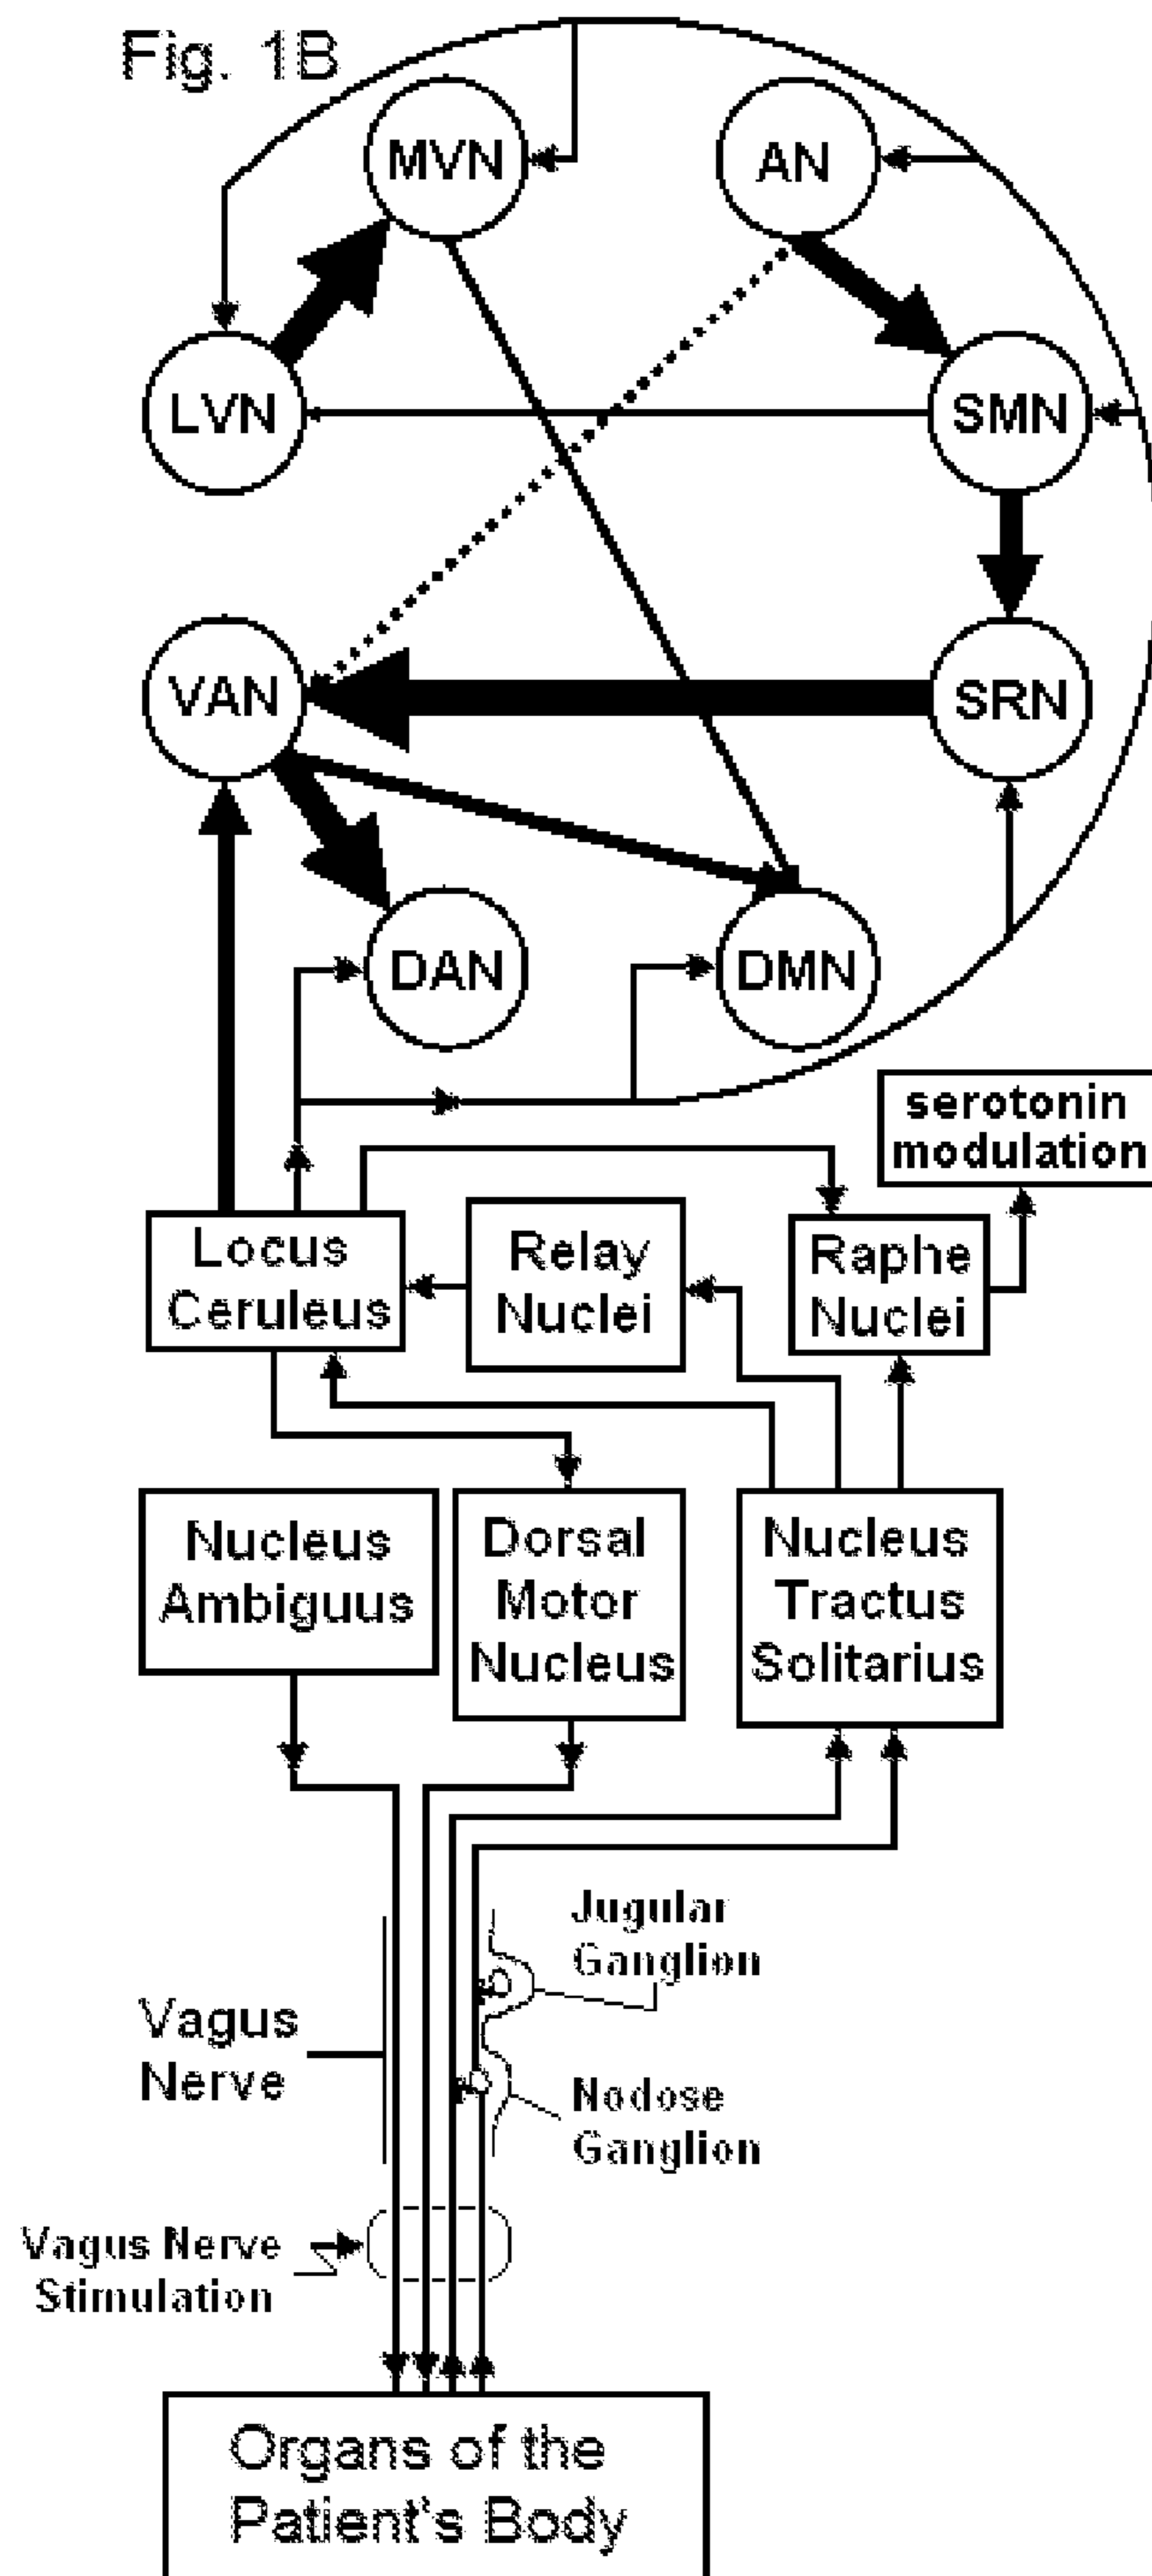 Fig. 1B
MVN
AN
LVN
SMN
VAN
SRN
DAN
DMN
serotonin
modulation
Locus
Ceruleus
Relay
Nuclei
Raphe
Nuclei
Nucleus
Ambiguus
Dorsal
Motor
Nucleus
Nucleus
Tractus
Solitarius
Jugular
Ganglion
Vagus
Nerve
Nodose
Ganglion
Vagus Nerve
Stimulation
Organs of the
Patient's Body